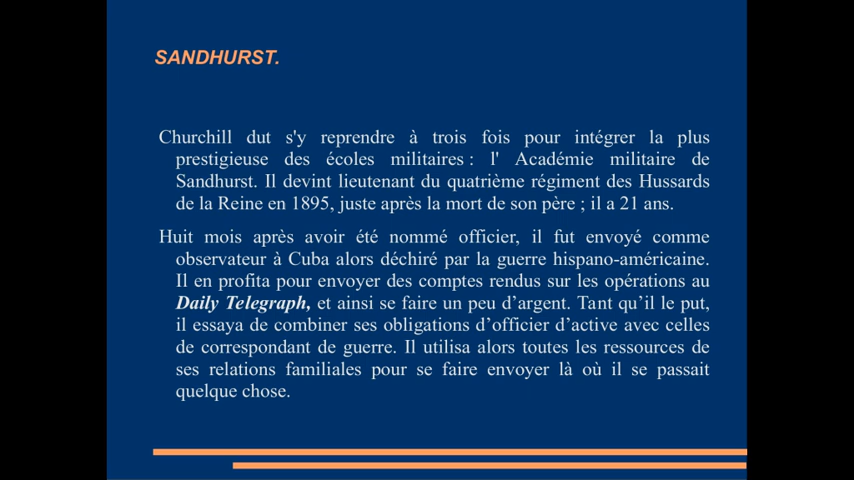 SANDHURST.
Churchill dut s'y reprendre à trois fois pour intégrer la plus
prestigieuse des écoles militaires : l' Académie militaire de
Sandhurst. Il devint lieutenant du quatrième régiment des Hussards
de la Reine en 1895, juste après la mort de son père ; il a 21 ans.
Huit mois après avoir été nommé officier, il fut envoyé comme
observateur à Cuba alors déchiré par la guerre hispano-américaine.
Il en profita pour envoyer des comptes rendus sur les opérations au
Daily Telegraph, et ainsi se faire un peu d’argent. Tant qu’il le put,
il essaya de combiner ses obligations d’officier d’active avec celles
de correspondant de guerre. Il utilisa alors toutes les ressources de
ses relations familiales pour se faire envoyer là où il se passait
quelque chose.